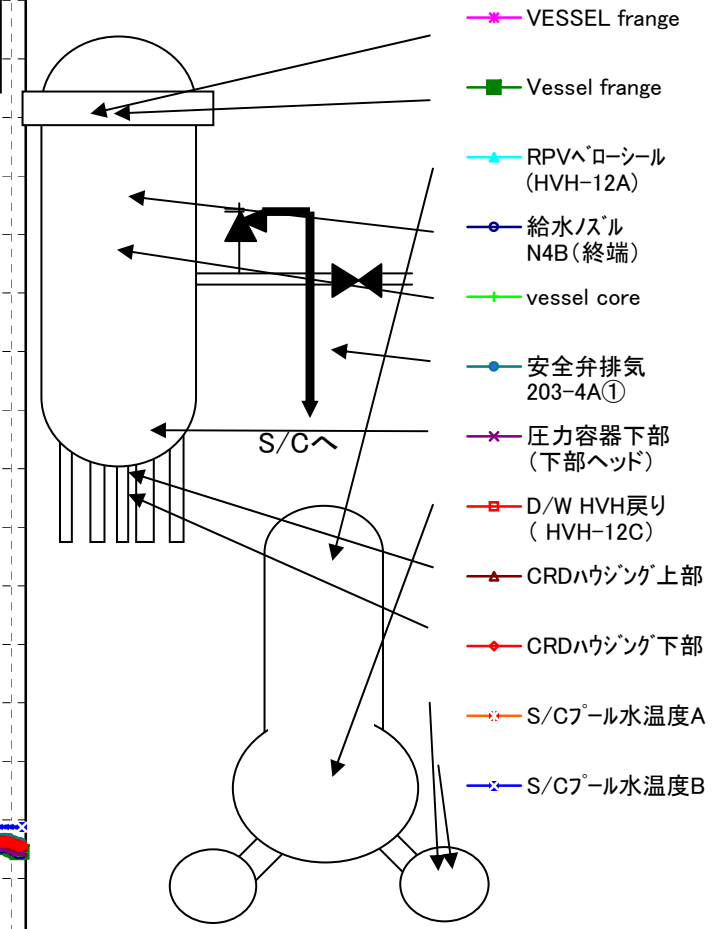 VESSEL frange
Vessel frange
RPVﾍﾞﾛｰｼｰﾙ
(HVH-12A)
給水ﾉｽﾞﾙ
N4B（終端）
vessel core
安全弁排気
203-4A①
圧力容器下部
（下部ヘッド）
D/W HVH戻り
( HVH-12C)
CRDﾊｳｼﾞﾝｸﾞ上部
CRDﾊｳｼﾞﾝｸﾞ下部
S/Cﾌﾟｰﾙ水温度A
S/Cﾌﾟｰﾙ水温度B
S/Cへ